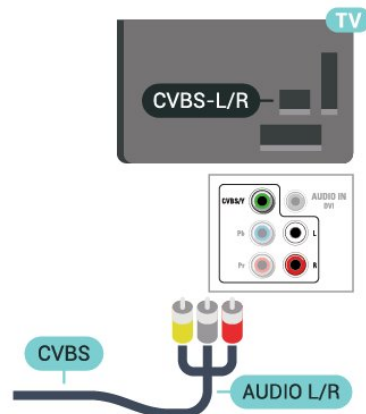 TV
CVBS-L/R
CVBS/Y
AUDIO IN
DVI
Pb
L
Pr
R
CVBS
AUDIO L/R